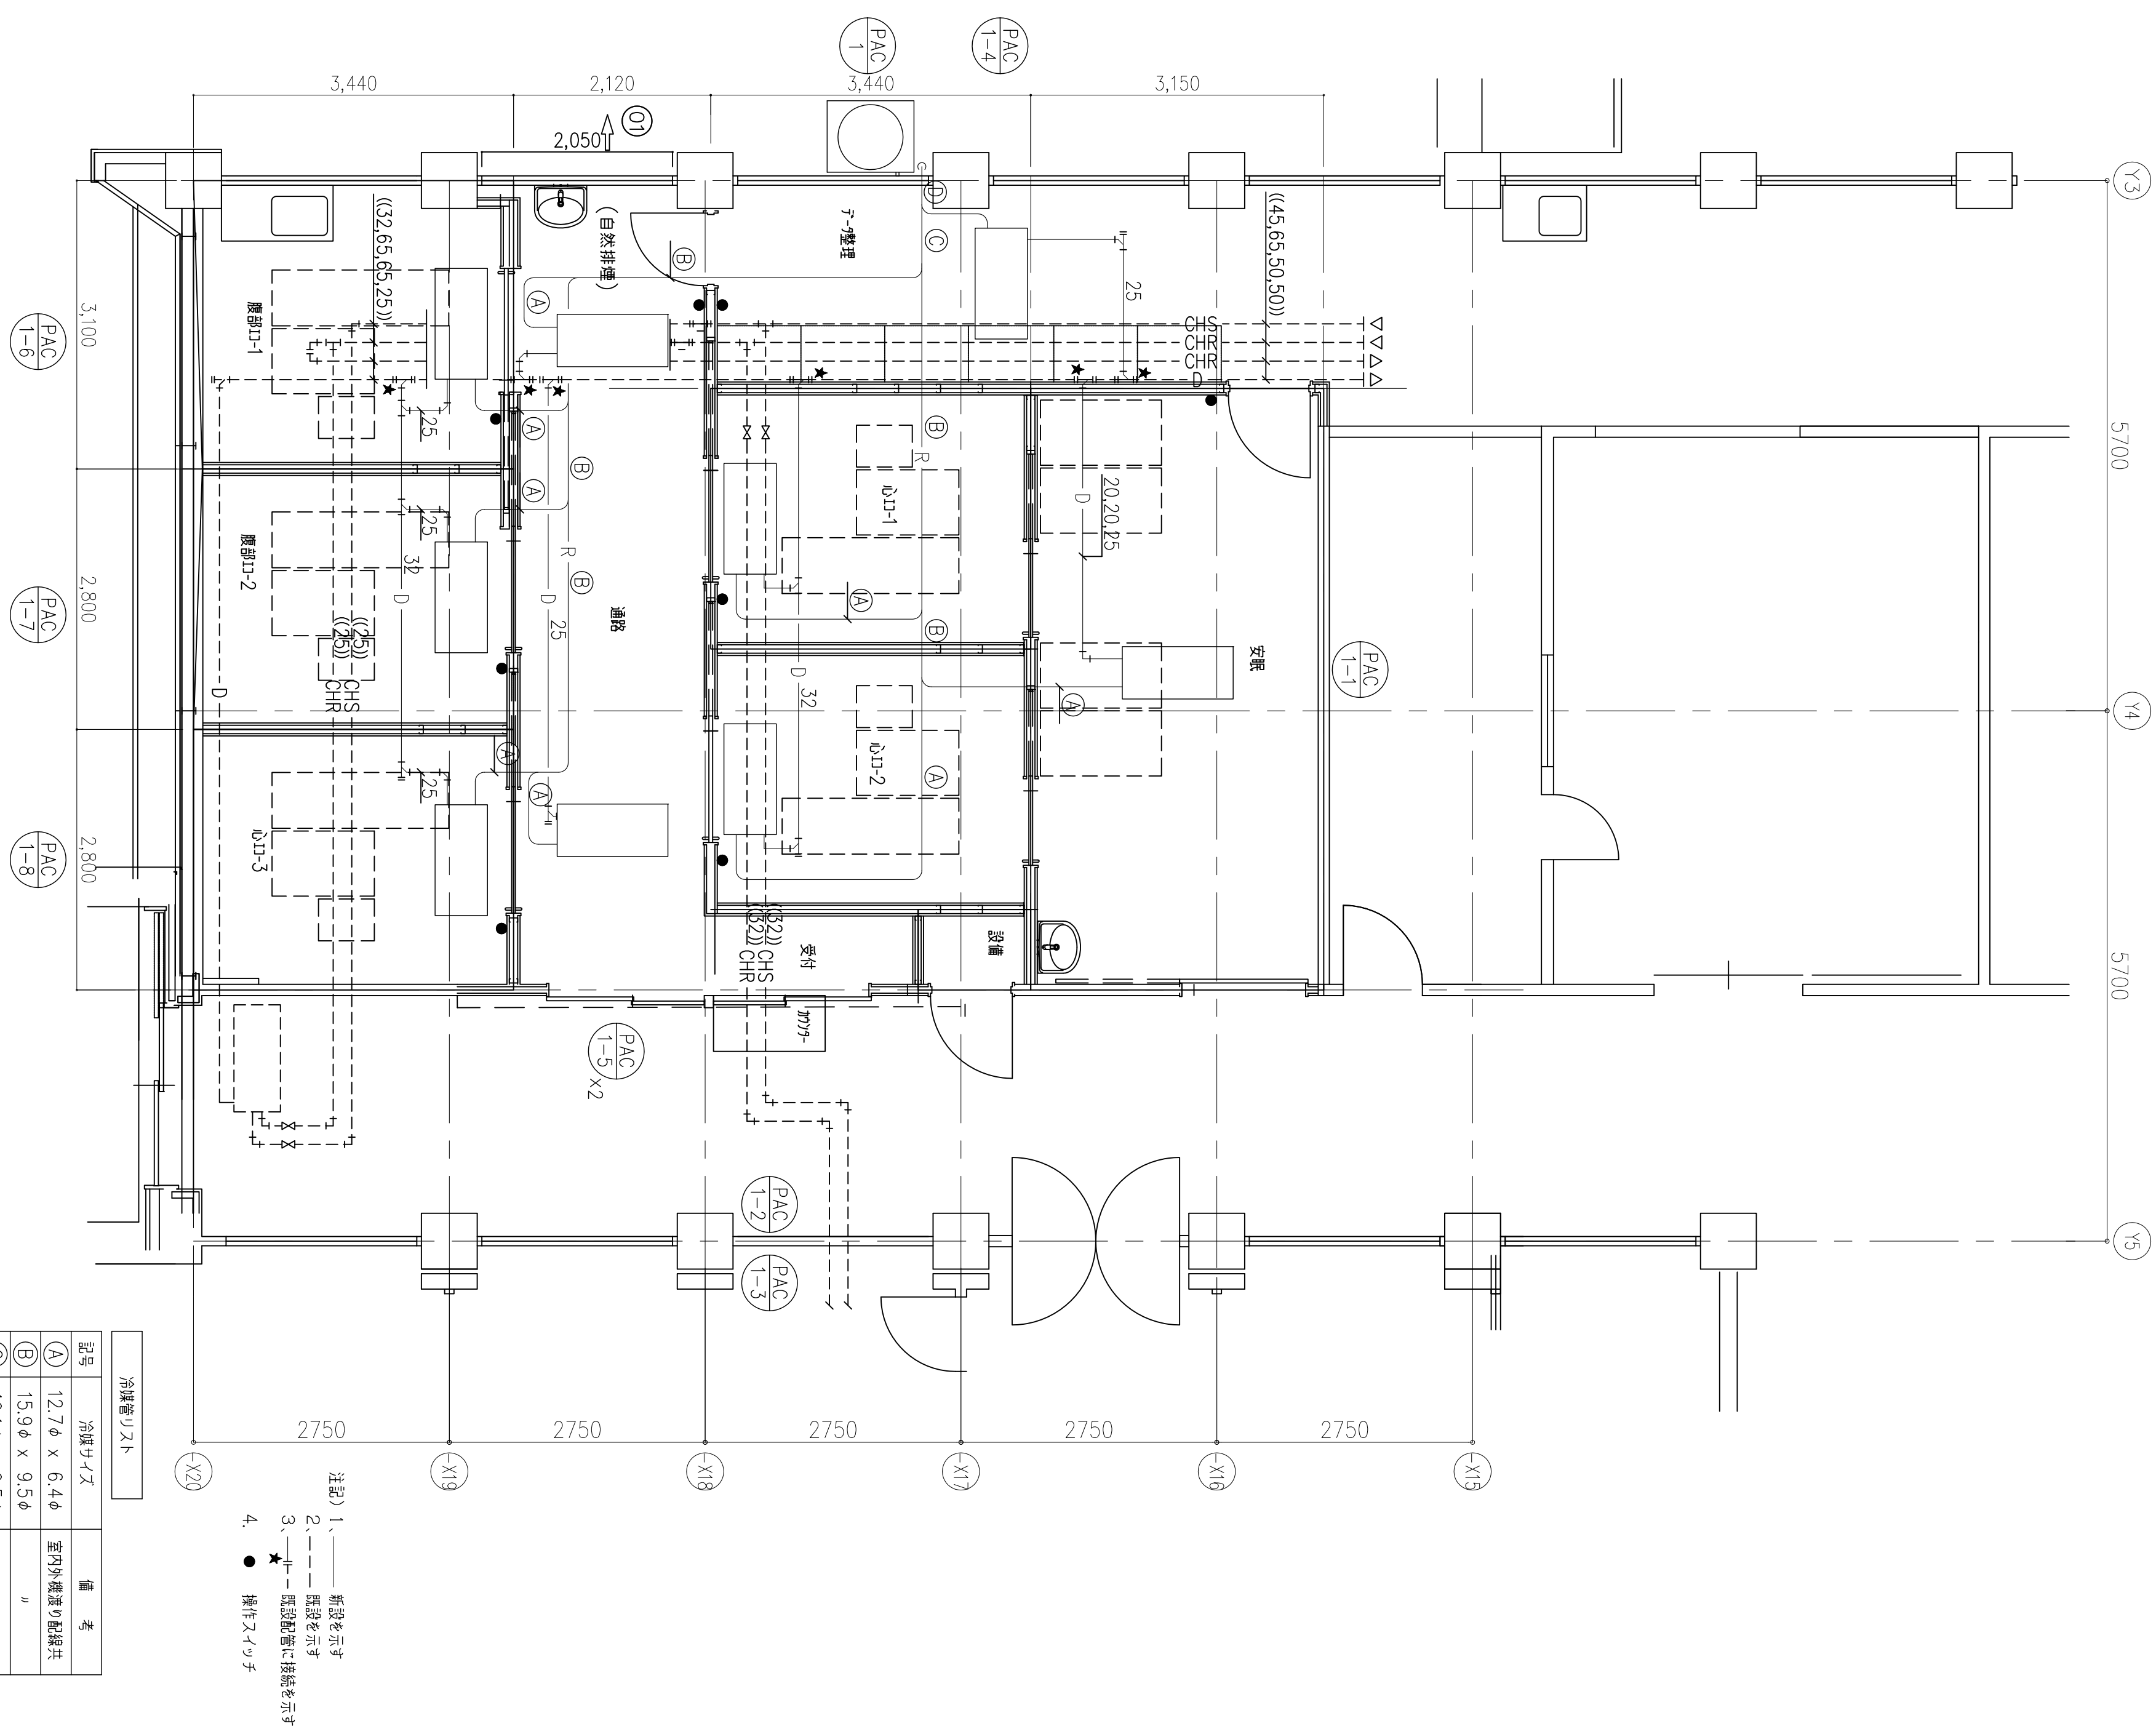 PAC
1
PAC
1-4
3,440
2,120
3,440
3,150
01
2,050
Y3
5700
Y4
5700
Y5
3,100
2,800
2,800
PAC
1-6
PAC
1-7
PAC
1-8
(自然排煙)
ﾃﾞｰﾀ整理
((32,65,65,25))
((45,65,50,50))
25
G
D
C
B
A
CHS
CHR
CHR
D
腹部ｴｺｰ1
腹部ｴｺｰ2
心ｴｺｰ3
25
25
25
32
D
((25)) CHS
((25)) CHR
D
A
B
A
R
B
D
25
A
A
通路
B
R
心ｴｺｰ1
A
B
D
32
心ｴｺｰ2
A
20,20,25
D
A
安眠
PAC
1-1
((32)) CHS
((32)) CHR
受付
設備
ｶｳﾝﾀｰ
PAC
1-5
x2
PAC
1-2
PAC
1-3
2750
2750
2750
2750
2750
X20
X19
X18
X17
X16
X15
注記) 1、 新設を示す
2、 既設を示す
3、 既設配管に接続を示す
★
4. ● 操作スイッチ
冷媒管リスト
記号 冷媒サイズ 備 考
A 12.7φ x 6.4φ 室内外機渡り配線共
B 15.9φ x 9.5φ 〃